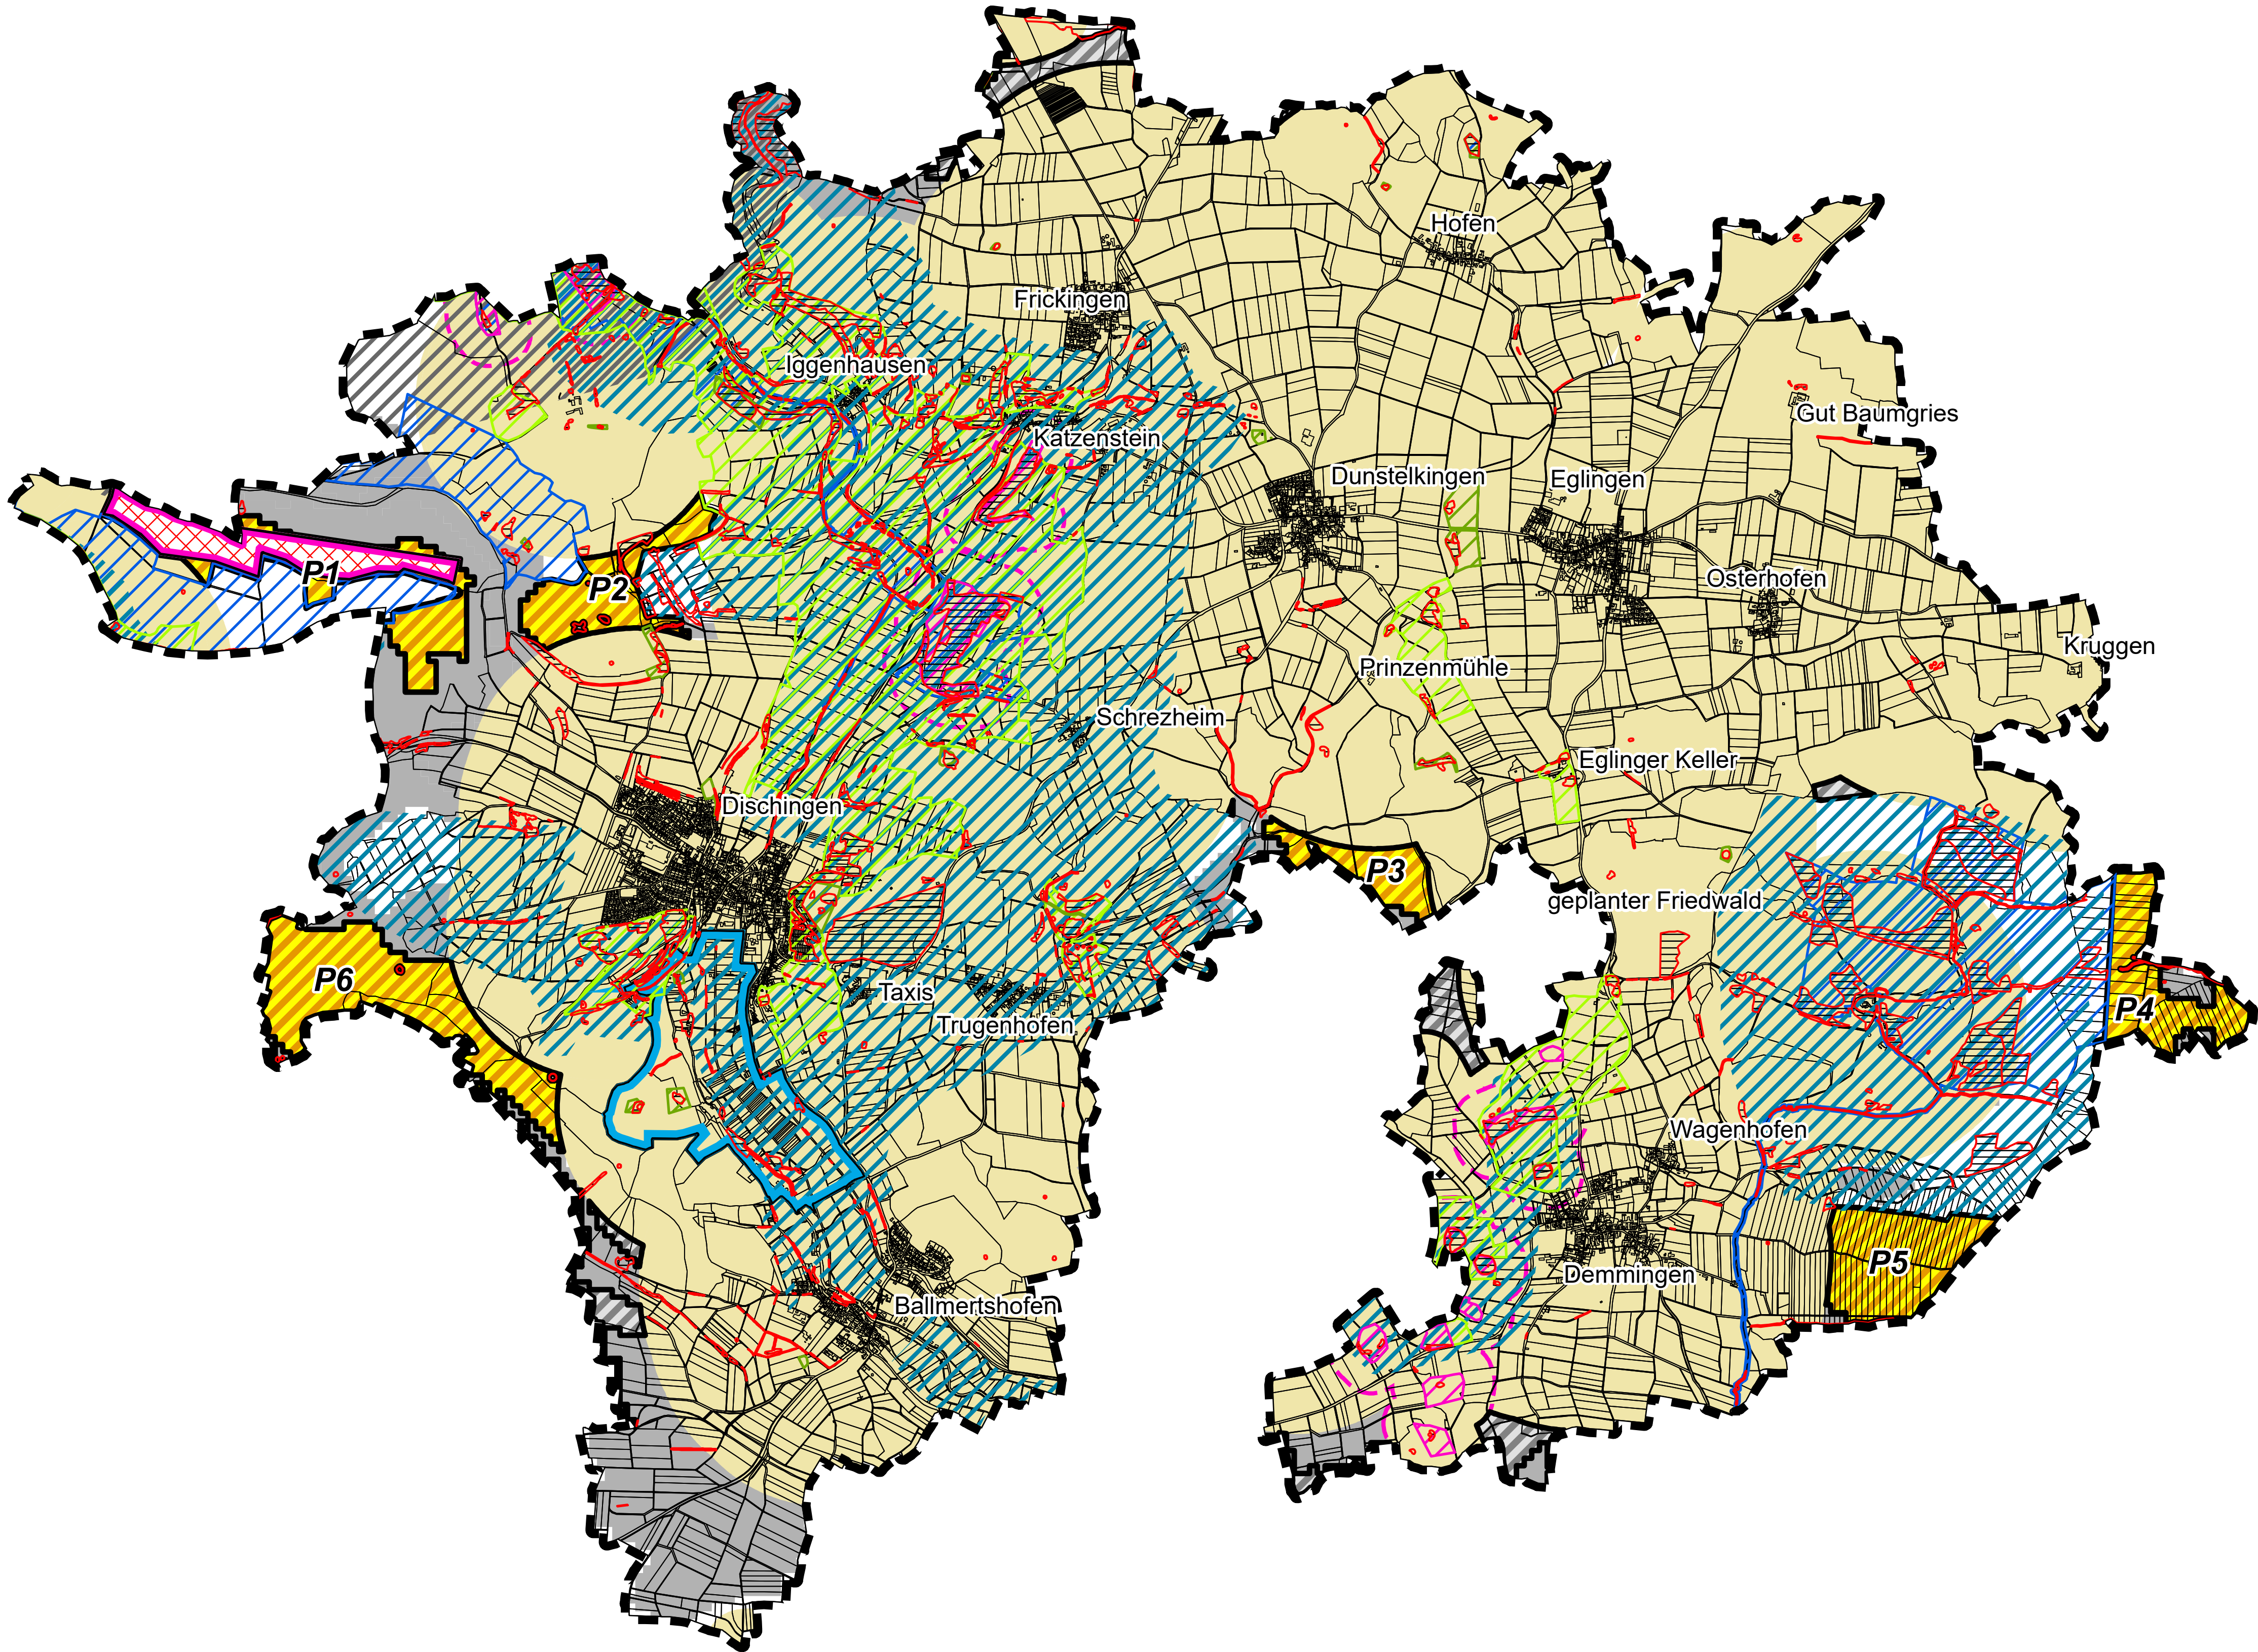 Hofen
Frickingen
Iggenhausen
Gut Baumgries
Katzenstein
Dunstelkingen
Eglingen
P1
P2
Osterhofen
Kruggen
Prinzenmühle
Schrezheim
Eglinger Keller
Dischingen
P3
geplanter Friedwald
P6
Taxis
P4
Trugenhofen
Wagenhofen
P5
Demmingen
Ballmertshofen